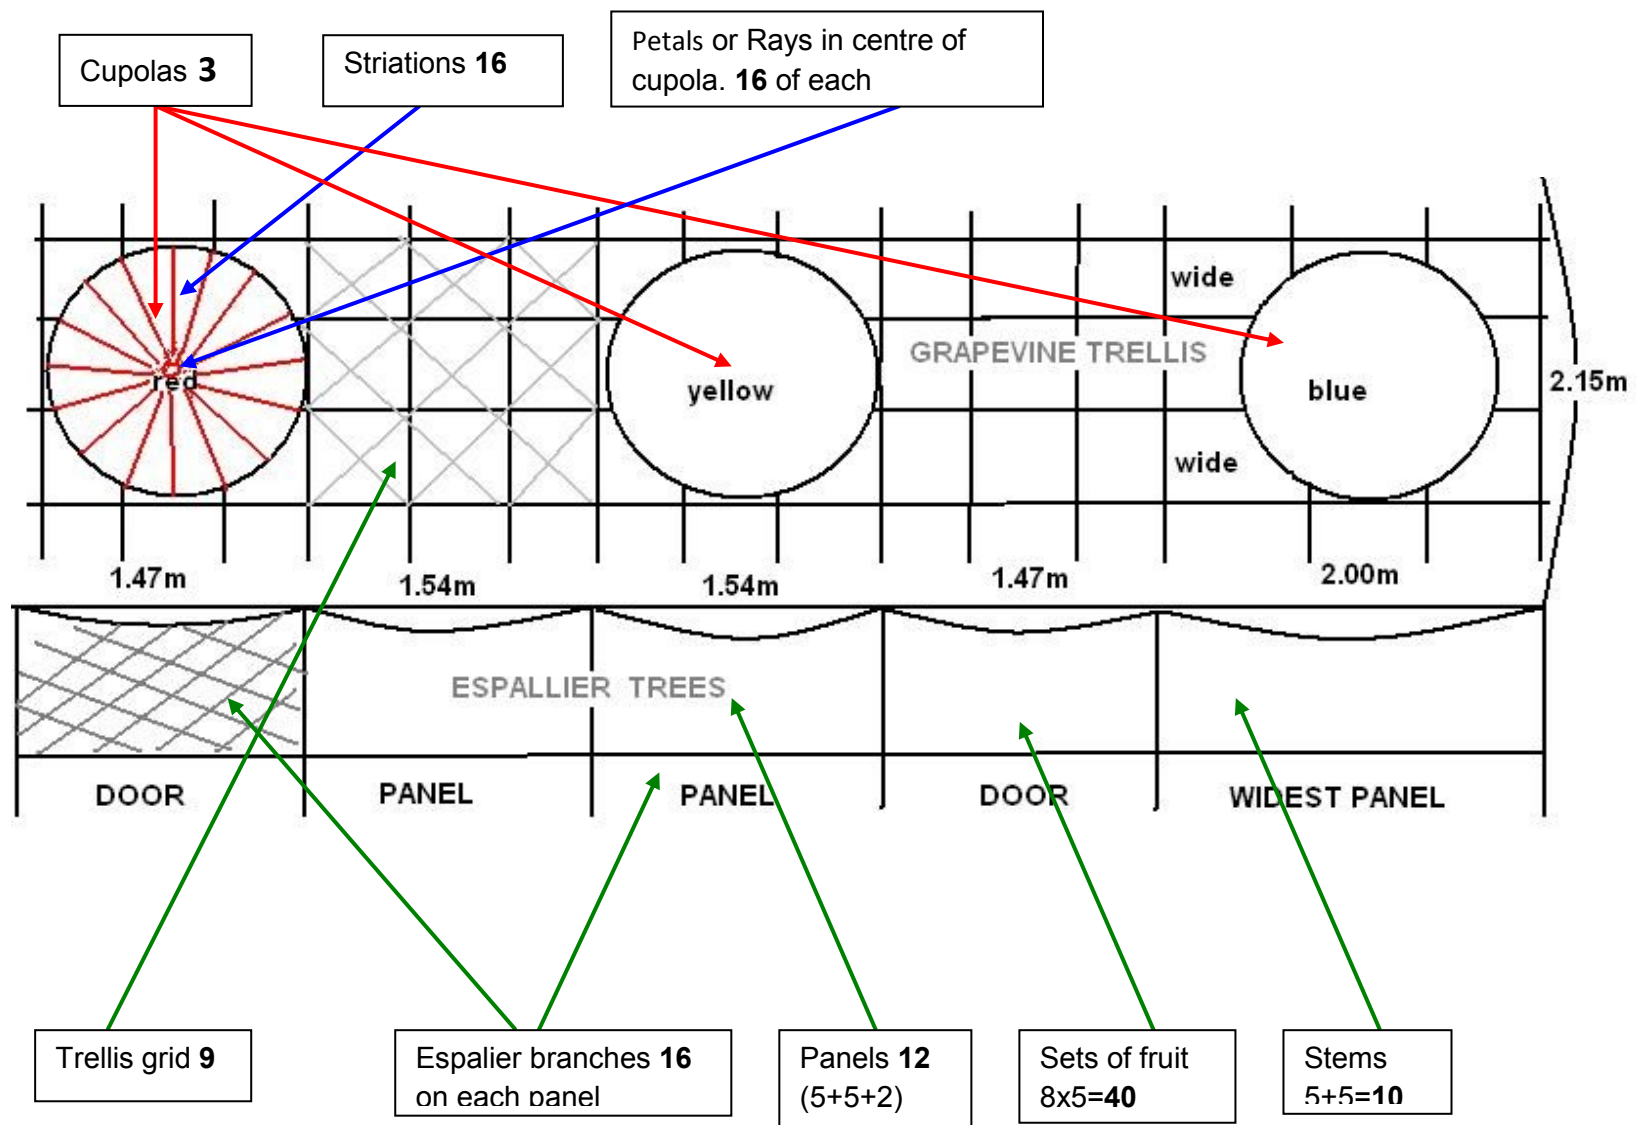 Cupolas 3
Striations 16
Petals or Rays in centre of
cupola. 16 of each
wide
GRAPEVINE TRELLIS
red
yellow
blue
2.15m
wide
1.47m
1.54m
1.54m
1.47m
2.00m
ESPALLIER TREES
DOOR
PANEL
PANEL
DOOR
WIDEST PANEL
Trellis grid 9
Espalier branches 16
on each panel
Panels 12
(5+5+2)
Sets of fruit
8x5=40
Stems
5+5=10